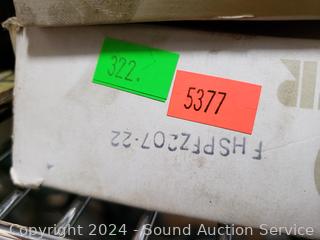 322.
5377
FHSPFZ207-22
Copyright 2024 - Sound Auction Service